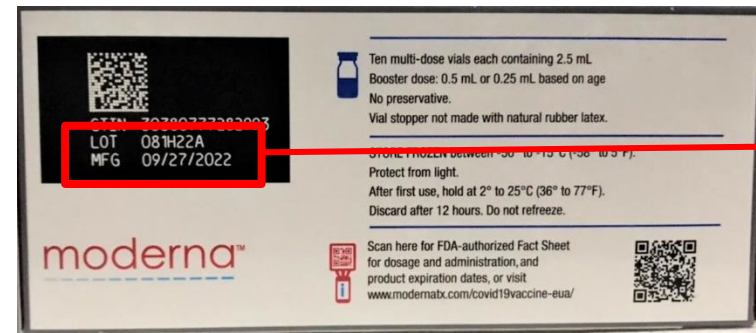 LOT 081H22A
MFG 09/27/2022
moderna™
Ten multi-dose vials each containing 2.5 mL
Booster dose: 0.5 mL or 0.25 mL based on age
No preservative.
Vial stopper not made with natural rubber latex.
STORE FROZEN between
Protect from light.
After first use, hold at 2° to 25°C (36° to 77°F).
Discard after 12 hours. Do not refreeze.
Scan here for FDA-authorized Fact Sheet
for dosage and administration, and
product expiration dates, or visit
www.modernatx.com/covid19vaccine-eua/